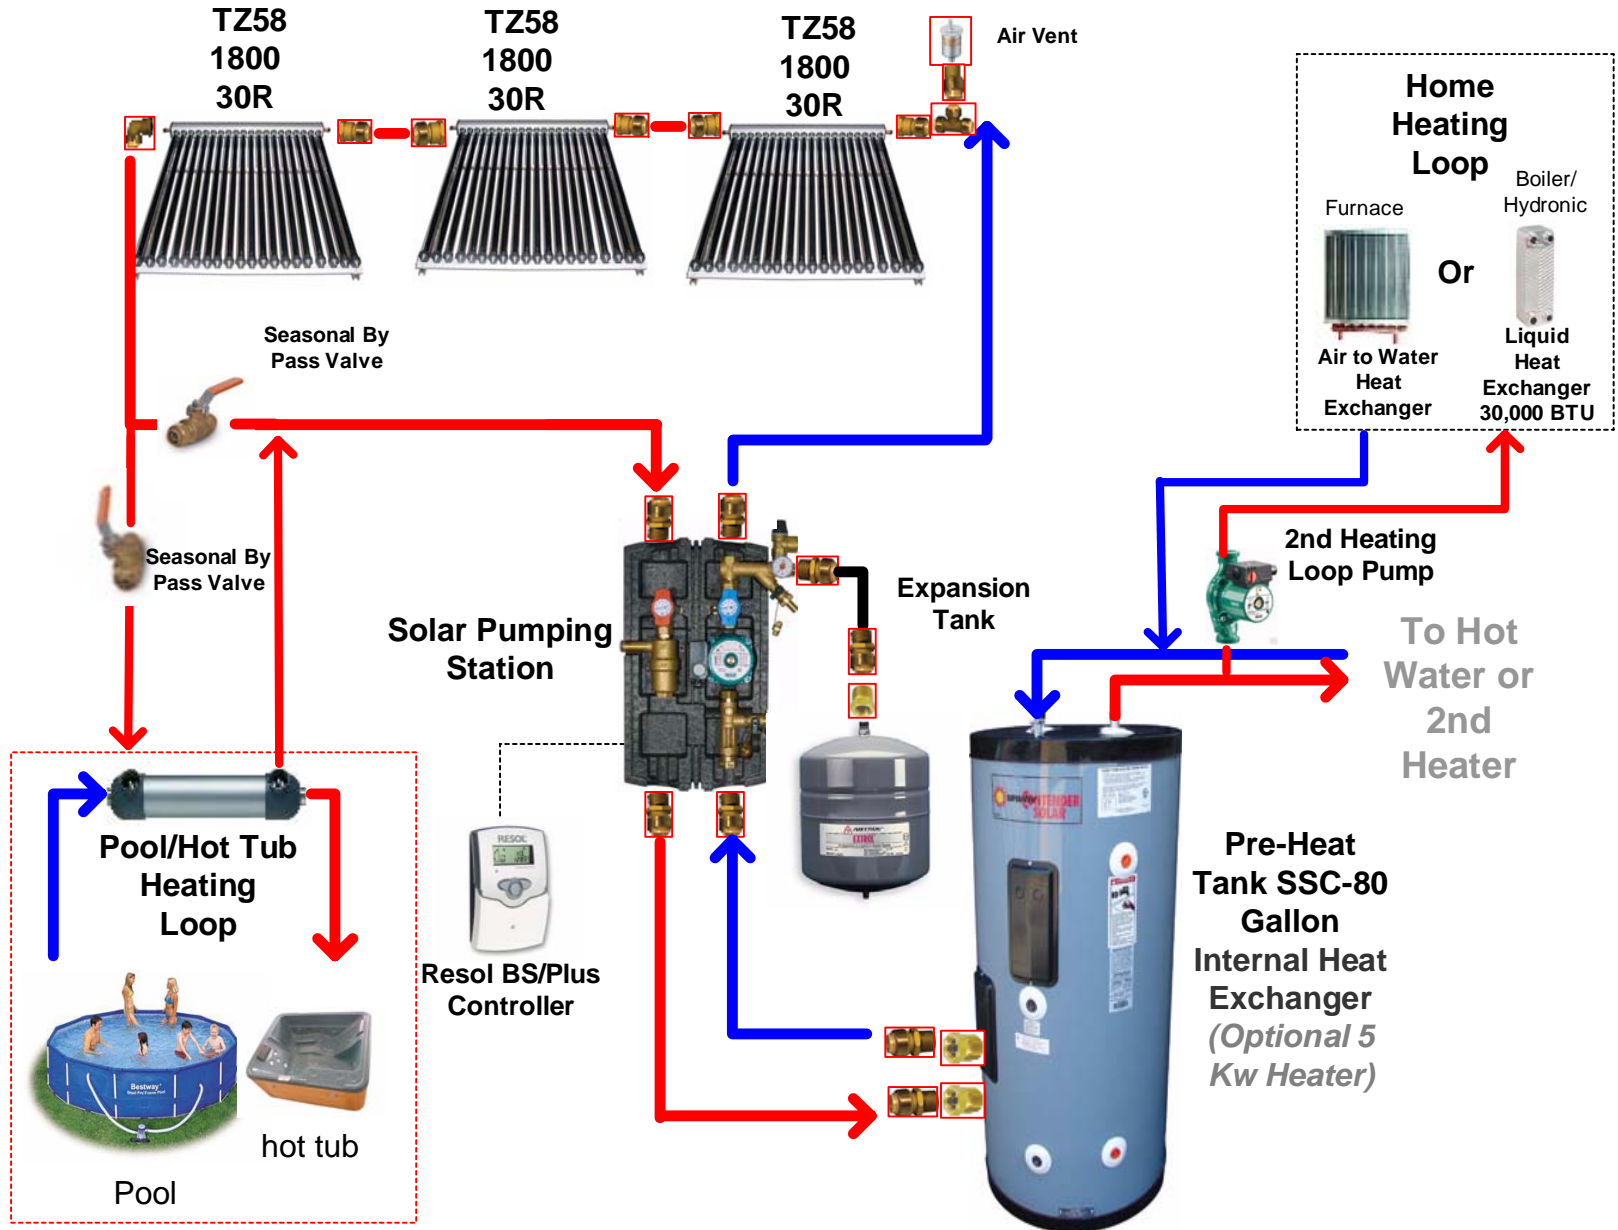 TZ58
1800
30R
TZ58
1800
30R
TZ58
1800
30R
Air Vent
Home
Heating
Loop
Furnace
Boiler/
Hydronic
Or
Air to Water
Heat
Exchanger
Liquid
Heat
Exchanger
30,000 BTU
Seasonal By
Pass Valve
Seasonal By
Pass Valve
2nd Heating
Loop Pump
Expansion
Tank
Solar Pumping
Station
To Hot
Water or
2nd
Heater
RESOL
Resol BS/Plus
Controller
EXTROL
SOLAR
Pool/Hot Tub
Heating
Loop
Bestway
hot tub
Pool
Pre-Heat
Tank SSC-80
Gallon
Internal Heat
Exchanger
(Optional 5
Kw Heater)